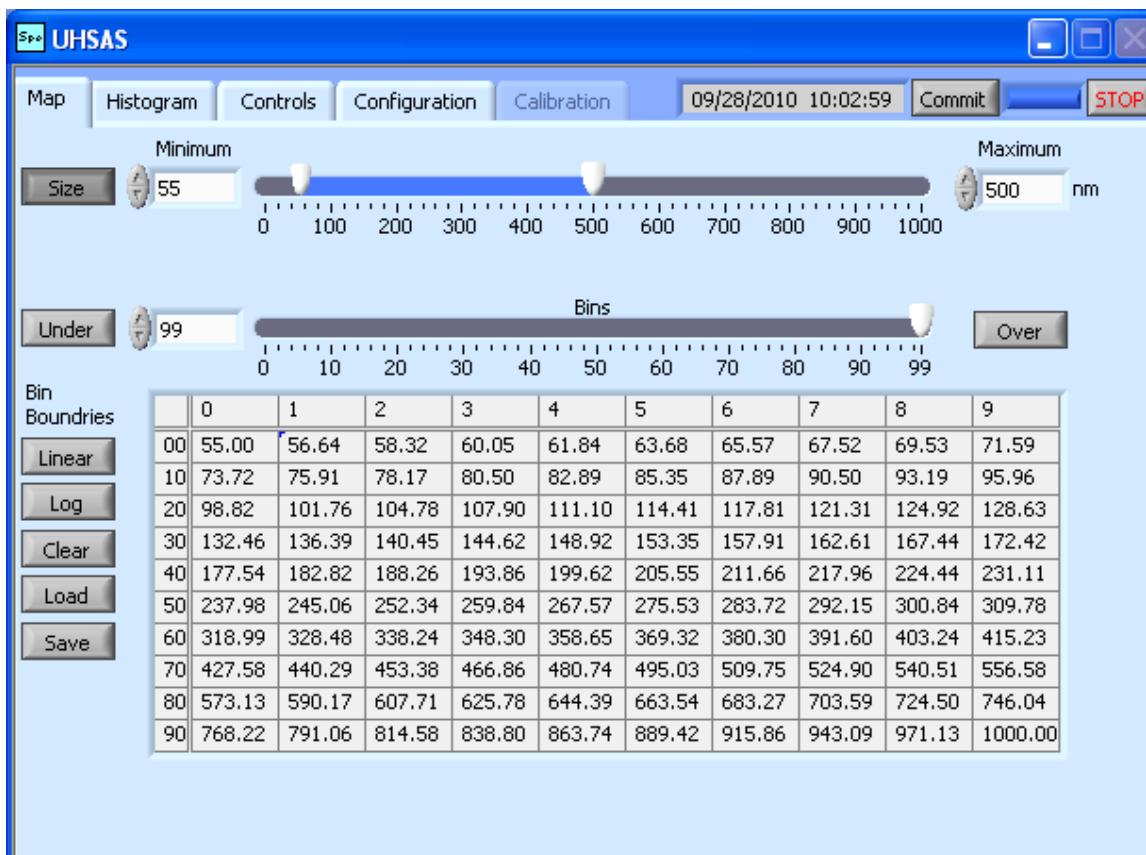 Spe UHSAS
Map Histogram Controls Configuration Calibration 09/28/2010 10:02:59 Commit STOP
Minimum Maximum
Size 55 500 nm
0 100 200 300 400 500 600 700 800 900 1000
Bins
Under 99 Over
0 10 20 30 40 50 60 70 80 90 99
Bin
Boundries
0 1 2 3 4 5 6 7 8 9
Linear
Log
Clear
Load
Save
00 55.00 56.64 58.32 60.05 61.84 63.68 65.57 67.52 69.53 71.59
10 73.72 75.91 78.17 80.50 82.89 85.35 87.89 90.50 93.19 95.96
20 98.82 101.76 104.78 107.90 111.10 114.41 117.81 121.31 124.92 128.63
30 132.46 136.39 140.45 144.62 148.92 153.35 157.91 162.61 167.44 172.42
40 177.54 182.82 188.26 193.86 199.62 205.55 211.66 217.96 224.44 231.11
50 237.98 245.06 252.34 259.84 267.57 275.53 283.72 292.15 300.84 309.78
60 318.99 328.48 338.24 348.30 358.65 369.32 380.30 391.60 403.24 415.23
70 427.58 440.29 453.38 466.86 480.74 495.03 509.75 524.90 540.51 556.58
80 573.13 590.17 607.71 625.78 644.39 663.54 683.27 703.59 724.50 746.04
90 768.22 791.06 814.58 838.80 863.74 889.42 915.86 943.09 971.13 1000.00